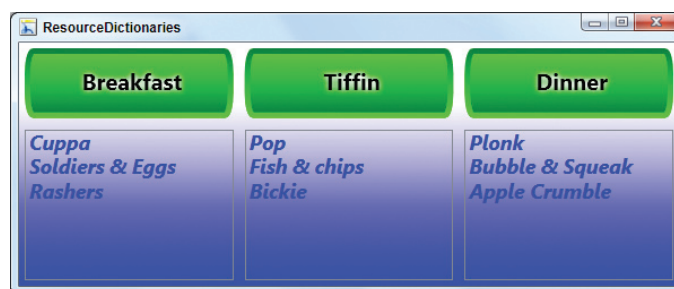 ResourceDictionaries
Breakfast
Tiffin
Dinner
Cuppa
Soldiers & Eggs
Rashers
Pop
Fish & chips
Bickie
Plonk
Bubble & Squeak
Apple Crumble